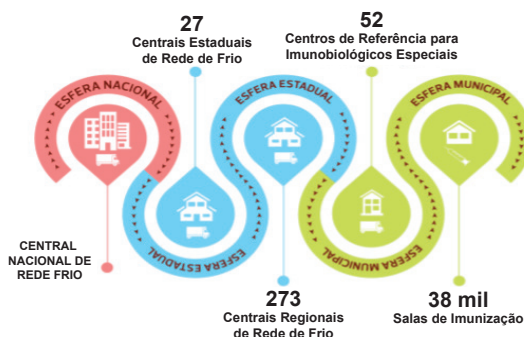 27
Centrais Estaduais
de Rede de Frio
52
Centros de Referência para
Imunobiológicos Especiais
ESFERA NACIONAL
ESFERA ESTADUAL
ESFERA MUNICIPAL
ESFERA ESTADUAL
ESFERA MUNICIPAL
CENTRAL
NACIONAL DE
REDE FRIO
273
Centrais Regionais
de Rede de Frio
38 mil
Salas de Imunização